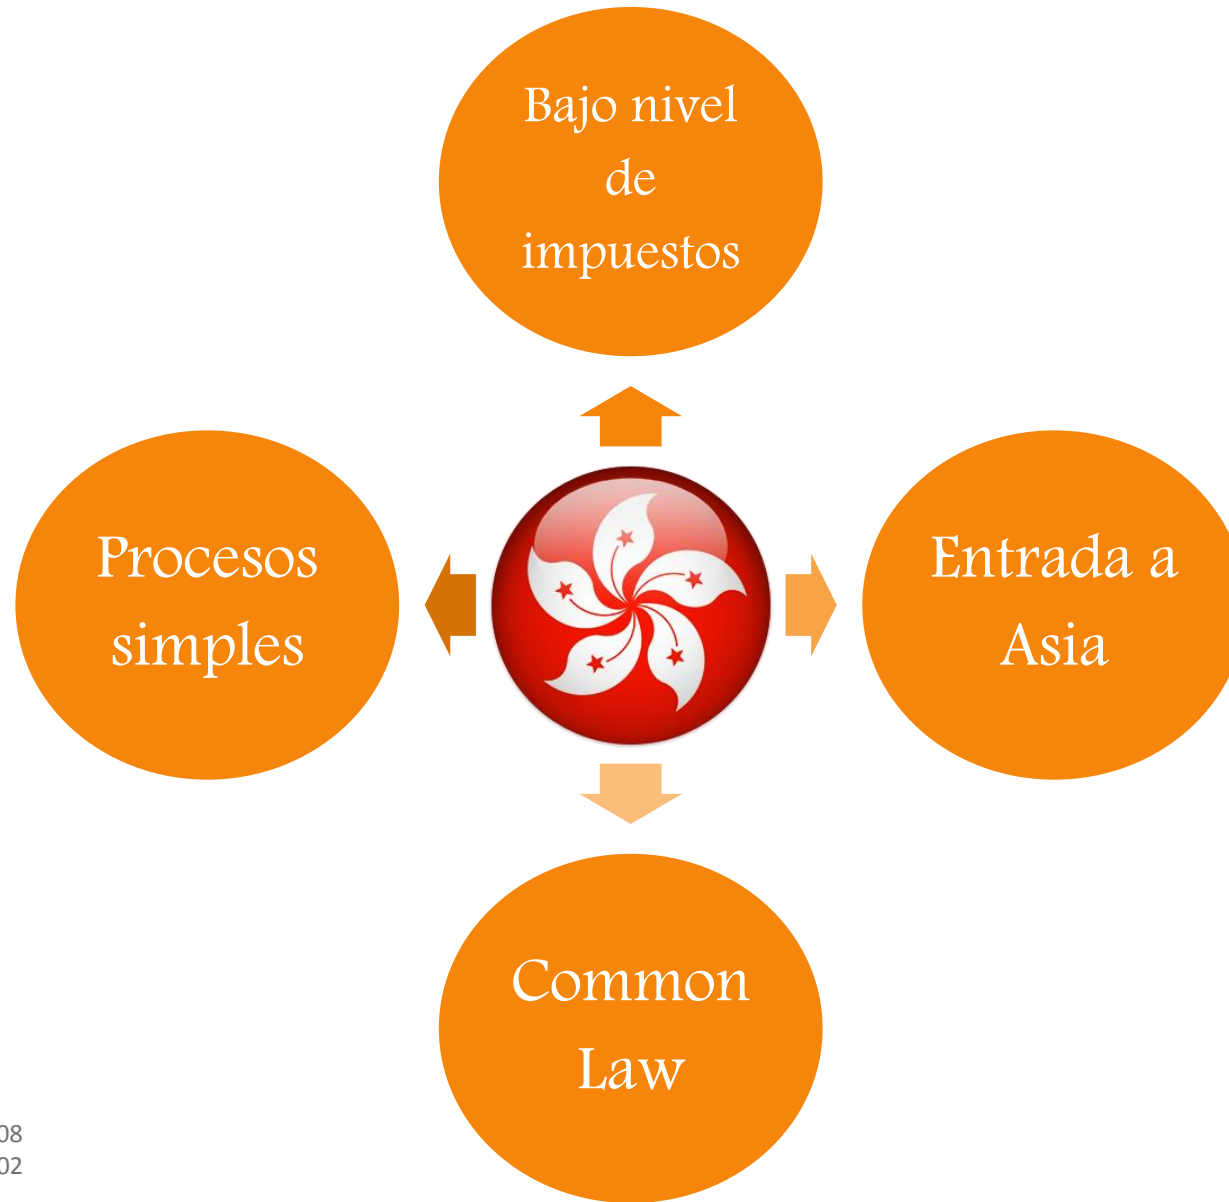 Bajo nivel
de
impuestos
Procesos
simples
Entrada a
Asia
Common
Law
08
02